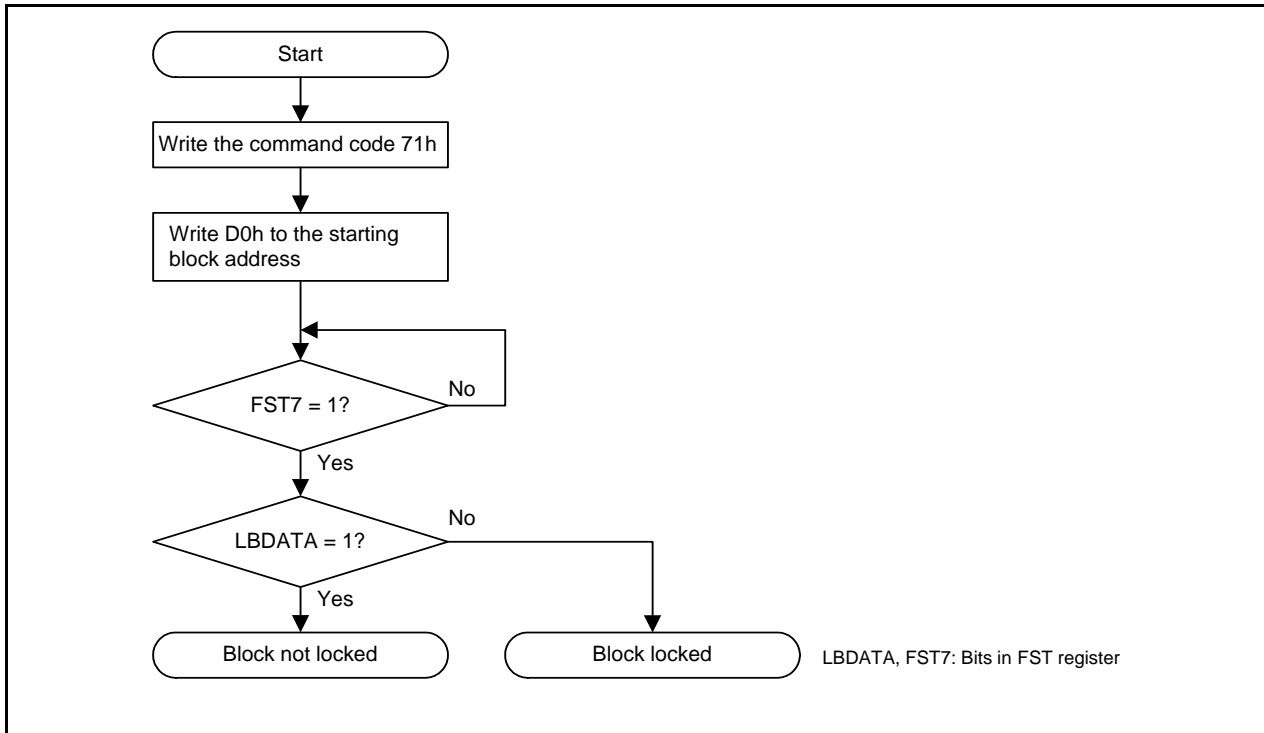 Start
Write the command code 71h
Write D0h to the starting
block address
FST7 = 1?
No
Yes
LBDATA = 1?
No
Yes
Block not locked
Block locked
LBDATA, FST7: Bits in FST register